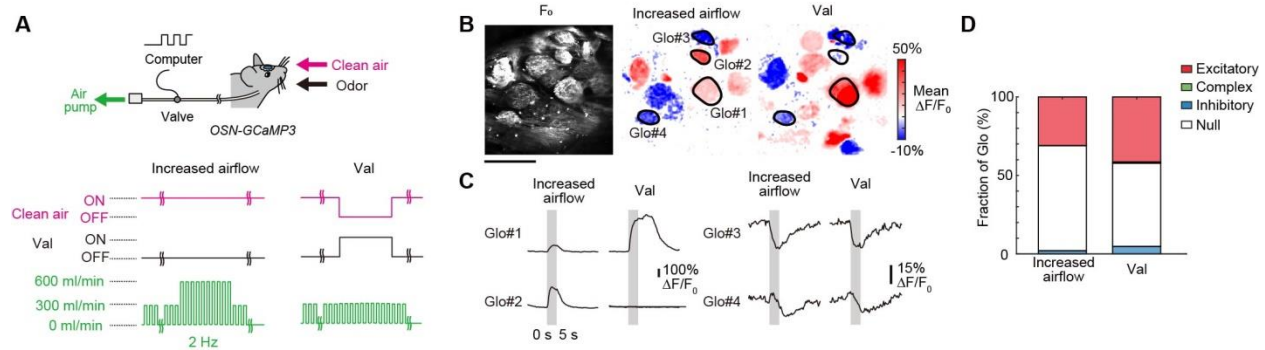 A
Computer
Clean air
Odor
Air
pump
Valve
OSN-GCaMP3
Increased airflow
Val
Clean air
ON
OFF
Val
ON
OFF
600 ml/min
300 ml/min
0 ml/min
2 Hz
B
F₀
Increased airflow
Val
Glo#3
Glo#2
Glo#1
Glo#4
50%
Mean
ΔF/F₀
-10%
C
Increased
airflow
Val
Increased
airflow
Val
Glo#1
Glo#3
100%
ΔF/F₀
15%
ΔF/F₀
Glo#2
Glo#4
0 s 5 s
D
Excitatory
Complex
Inhibitory
Null
Fraction of Glo (%)
100
50
0
Increased
airflow
Val